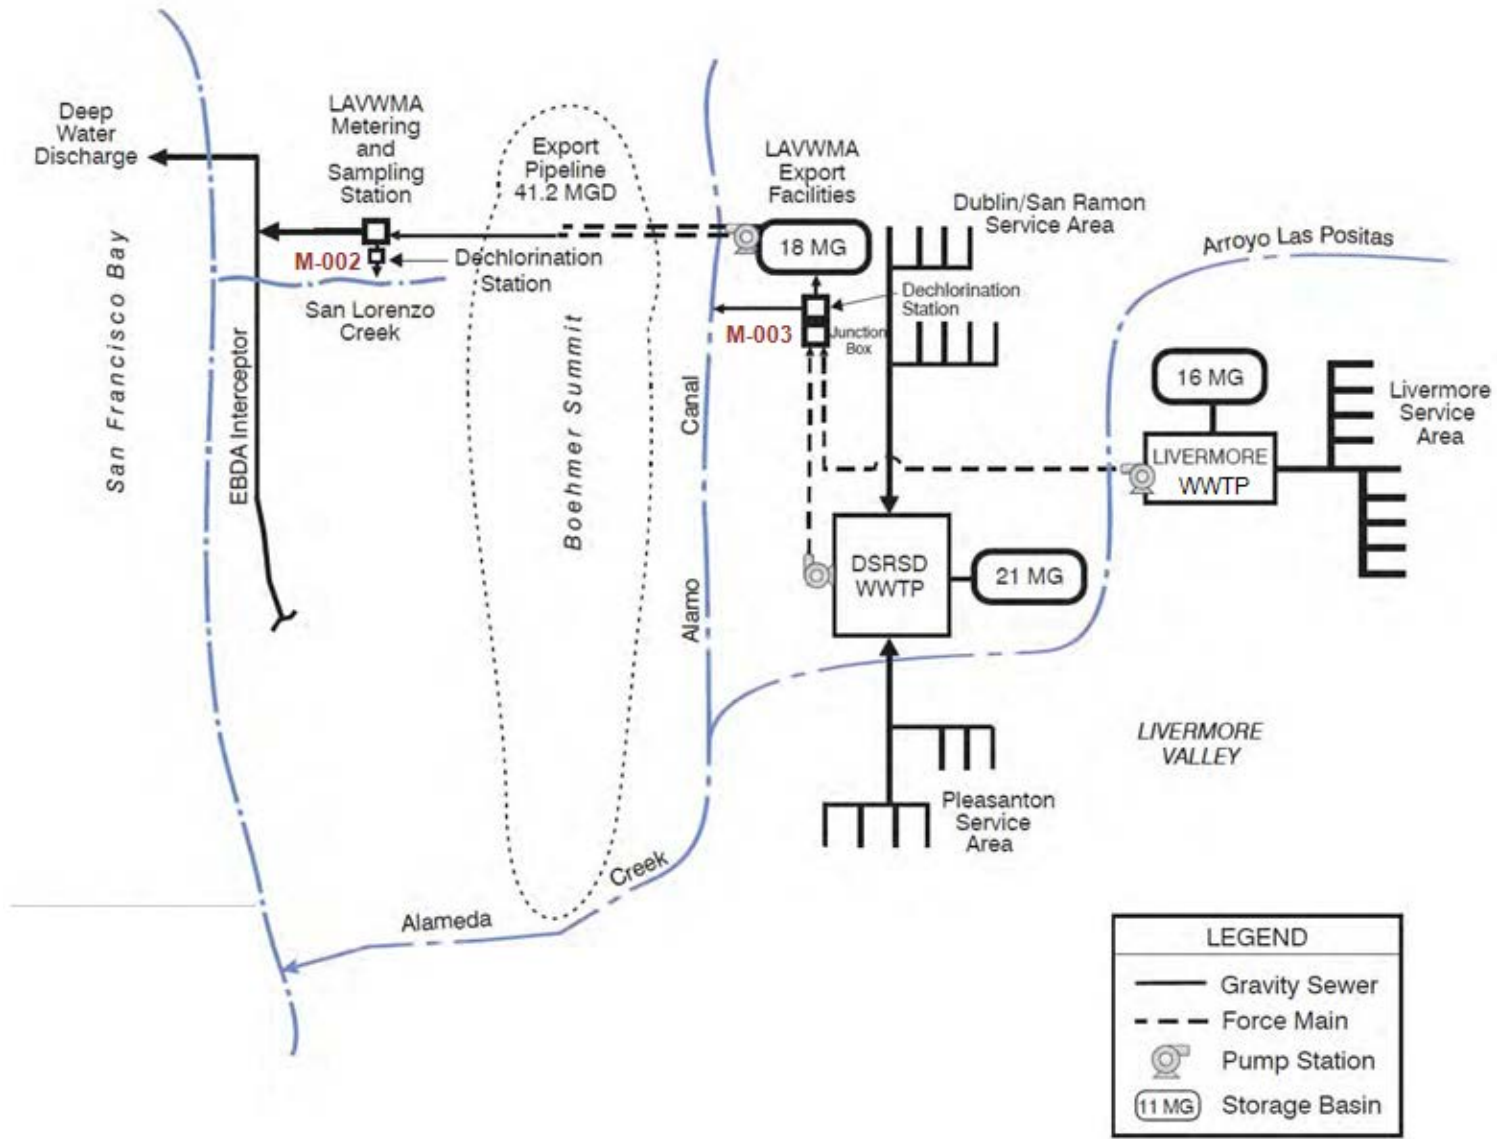 Deep
Water
Discharge
LAVWMA
Metering
and
Sampling
Station
Export
Pipeline
41.2 MGD
LAVWMA
Export
Facilities
18 MG
Dublin/San Ramon
Service Area
Arroyo Las Positas
M-002
Dechlorination
Station
San Lorenzo
Creek
Dechlorination
Station
M-003
Junction
Box
San Francisco Bay
EBDA Interceptor
Boehmer Summit
Alamo Canal
16 MG
LIVERMORE
WWTP
Livermore
Service
Area
DSRSD
WWTP
21 MG
LIVERMORE
VALLEY
Pleasanton
Service
Area
Alameda Creek
LEGEND
Gravity Sewer
Force Main
Pump Station
11 MG Storage Basin